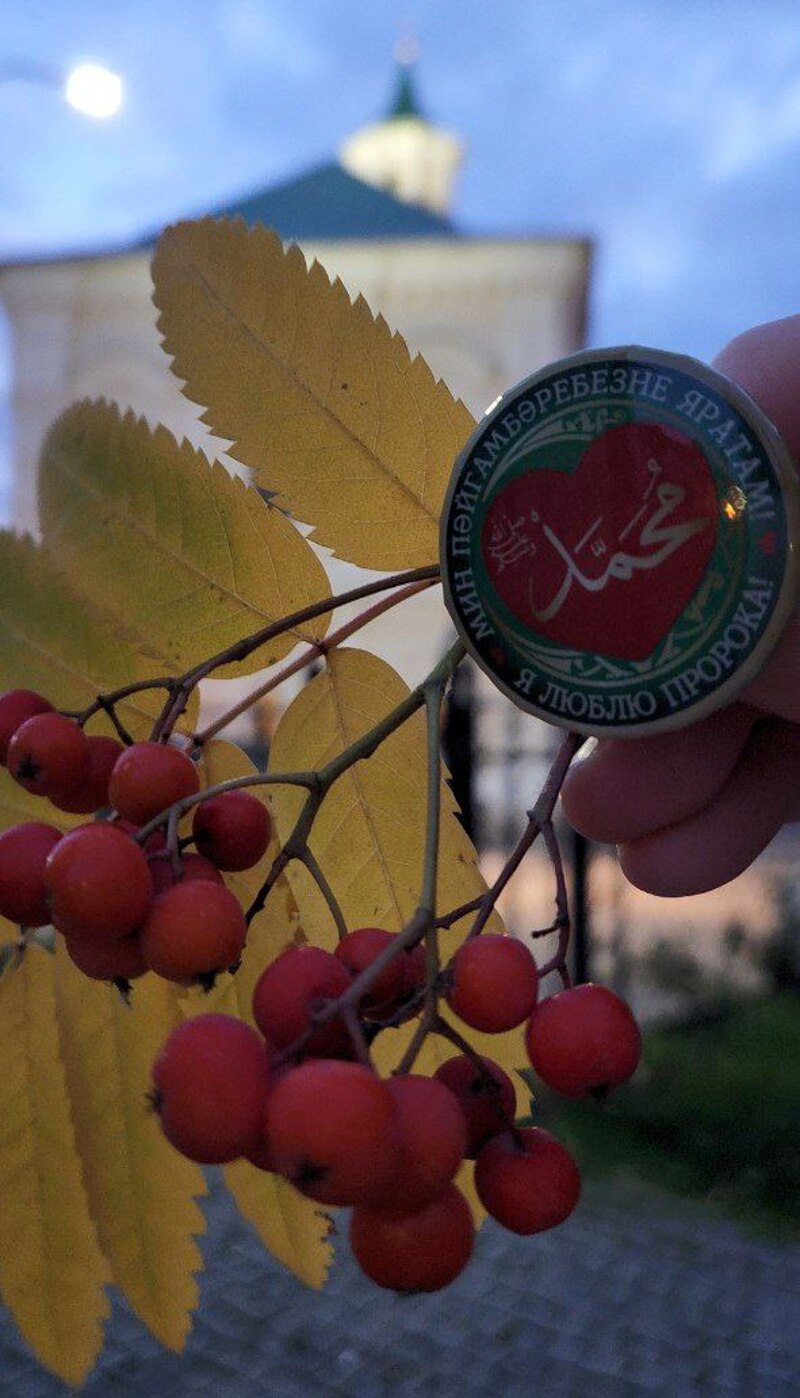 МИН ПӘЙГАМБӘРЕБЕЗНЕ ЯРАТАМ!
محمد
Я ЛЮБЛЮ ПРОРОКА!